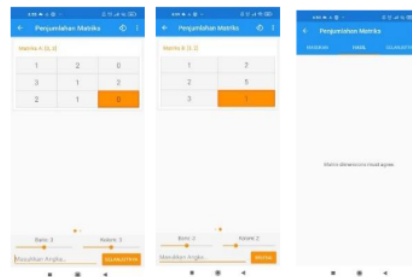 Penjumlahan Matriks
Matriks A (3, 3)
1 2 0
3 1 2
2 1 0
Baris: 3 Kolom: 3
Masukkan Angka...
SELANJUTNYA
Penjumlahan Matriks
Matriks B (3, 2)
1 2
2 5
3 1
Baris: 3 Kolom: 2
Masukkan Angka...
Penjumlahan Matriks
MASUKAN HASIL SELANJUTNYA
Matrix dimensions must agree